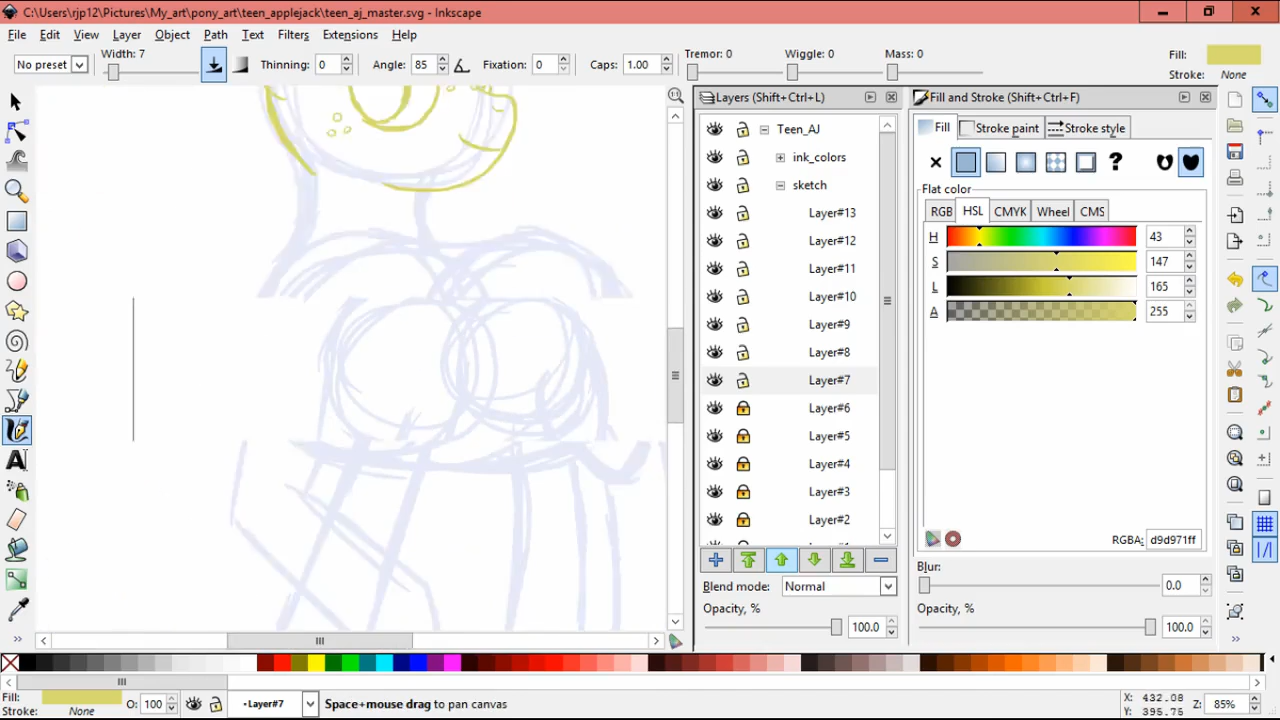 C:\Users\rjp12\Pictures\My_art\pony_art\teen_applejack\teen_aj_master.svg - Inkscape
File Edit View Layer Object Path Text Filters Extensions Help
No preset Width: 7 Thinning: 0 Angle: 85 Fixation: 0 Caps: 1.00 Tremor: 0 Wiggle: 0 Mass: 0 Fill:
Stroke: None
Layers (Shift+Ctrl+L)
Teen_AJ
ink_colors
sketch
Layer#13
Layer#12
Layer#11
Layer#10
Layer#9
Layer#8
Layer#7
Layer#6
Layer#5
Layer#4
Layer#3
Layer#2
Blend mode: Normal
Opacity, % 100.0
Fill and Stroke (Shift+Ctrl+F)
Fill Stroke paint Stroke style
?
Flat color
RGB HSL CMYK Wheel CMS
H 43
S 147
L 165
A 255
RGBA: d9d971ff
Blur:
0.0
Opacity, %
100.0
Fill:
Stroke: None O: 100 •Layer#7 Space+mouse drag to pan canvas X: 432.08
Y: 395.75 Z: 85%